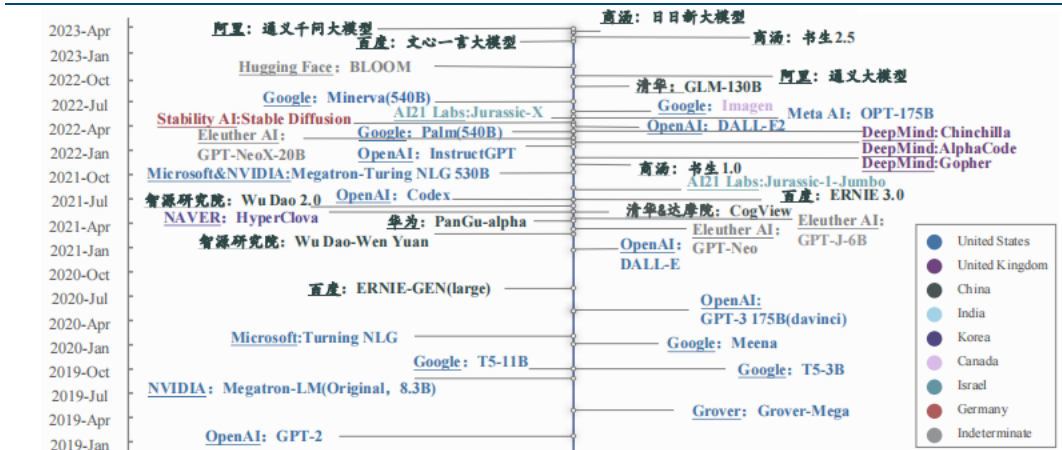 2023-Apr
2023-Jan
2022-Oct
2022-Jul
2022-Apr
2022-Jan
2021-Oct
2021-Jul
2021-Apr
2021-Jan
2020-Oct
2020-Jul
2020-Apr
2020-Jan
2019-Oct
2019-Jul
2019-Apr
2019-Jan
阿里：通义千问大模型
百度：文心一言大模型
Hugging Face：BLOOM
Google：Minerva(540B)
AI21 Labs:Jurassic-X
Stability AI:Stable Diffusion
Eleuther AI：
GPT-NeoX-20B
Google：Palm(540B)
OpenAI：InstructGPT
Microsoft&NVIDIA:Megatron-Turing NLG 530B
OpenAI：Codex
智源研究院：Wu Dao 2.0
NAVER：HyperClova
华为：PanGu-alpha
智源研究院：Wu Dao-Wen Yuan
百度：ERNIE-GEN(large)
Microsoft:Turning NLG
Google：T5-11B
NVIDIA：Megatron-LM(Original，8.3B)
OpenAI：GPT-2
商汤：日日新大模型
商汤：书生2.5
阿里：通义大模型
清华：GLM-130B
Google：Imagen
Meta AI：OPT-175B
OpenAI：DALL-E2
DeepMind:Chinchilla
DeepMind:AlphaCode
DeepMind:Gopher
商汤：书生1.0
AI21 Labs:Jurassic-1-Jumbo
百度：ERNIE 3.0
清华&达摩院：CogView
Eleuther AI：
GPT-J-6B
Eleuther AI：
GPT-Neo
OpenAI：
DALL-E
OpenAI:
GPT-3 175B(davinci)
Google：Meena
Google：T5-3B
Grover：Grover-Mega
United States
United Kingdom
China
India
Korea
Canada
Israel
Germany
Indeterminate